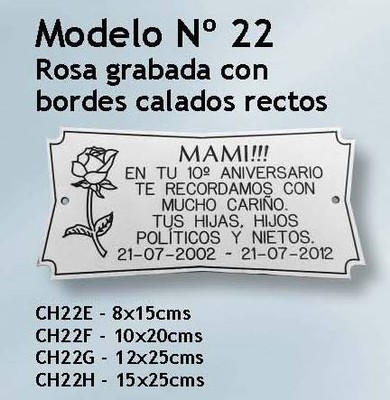 Modelo Nº 22
Rosa grabada con
bordes calados rectos
MAMI!!!
EN TU 10º ANIVERSARIO
TE RECORDAMOS CON
MUCHO CARIÑO.
TUS HIJAS, HIJOS
POLÍTICOS Y NIETOS.
21-07-2002 - 21-07-2012
CH22E - 8x15cms
CH22F - 10x20cms
CH22G - 12x25cms
CH22H - 15x25cms